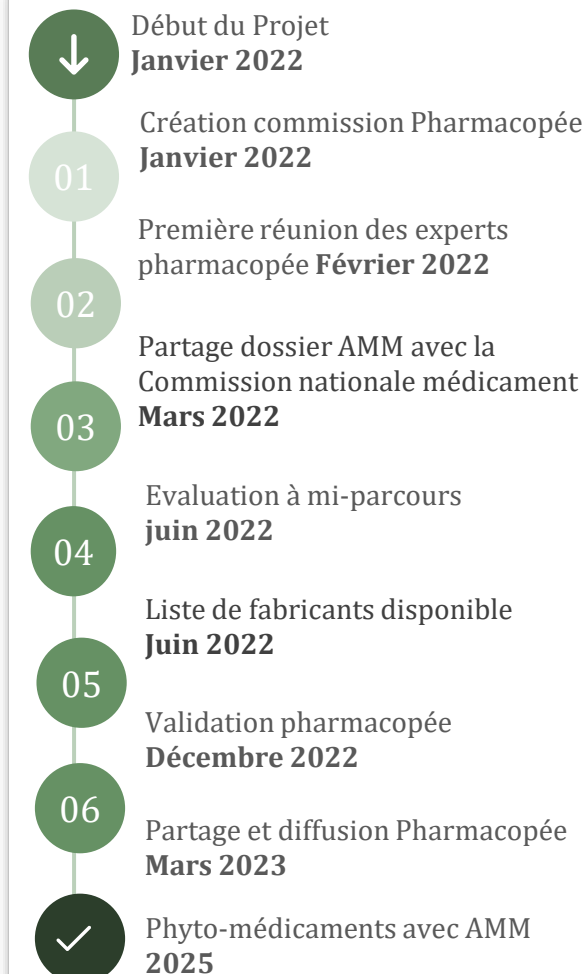 Début du Projet
Janvier 2022
Création commission Pharmacopée
Janvier 2022
01
Première réunion des experts
pharmacopée Février 2022
02
Partage dossier AMM avec la
Commission nationale médicament
Mars 2022
03
Evaluation à mi-parcours
juin 2022
04
Liste de fabricants disponible
Juin 2022
05
Validation pharmacopée
Décembre 2022
06
Partage et diffusion Pharmacopée
Mars 2023
Phyto-médicaments avec AMM
2025